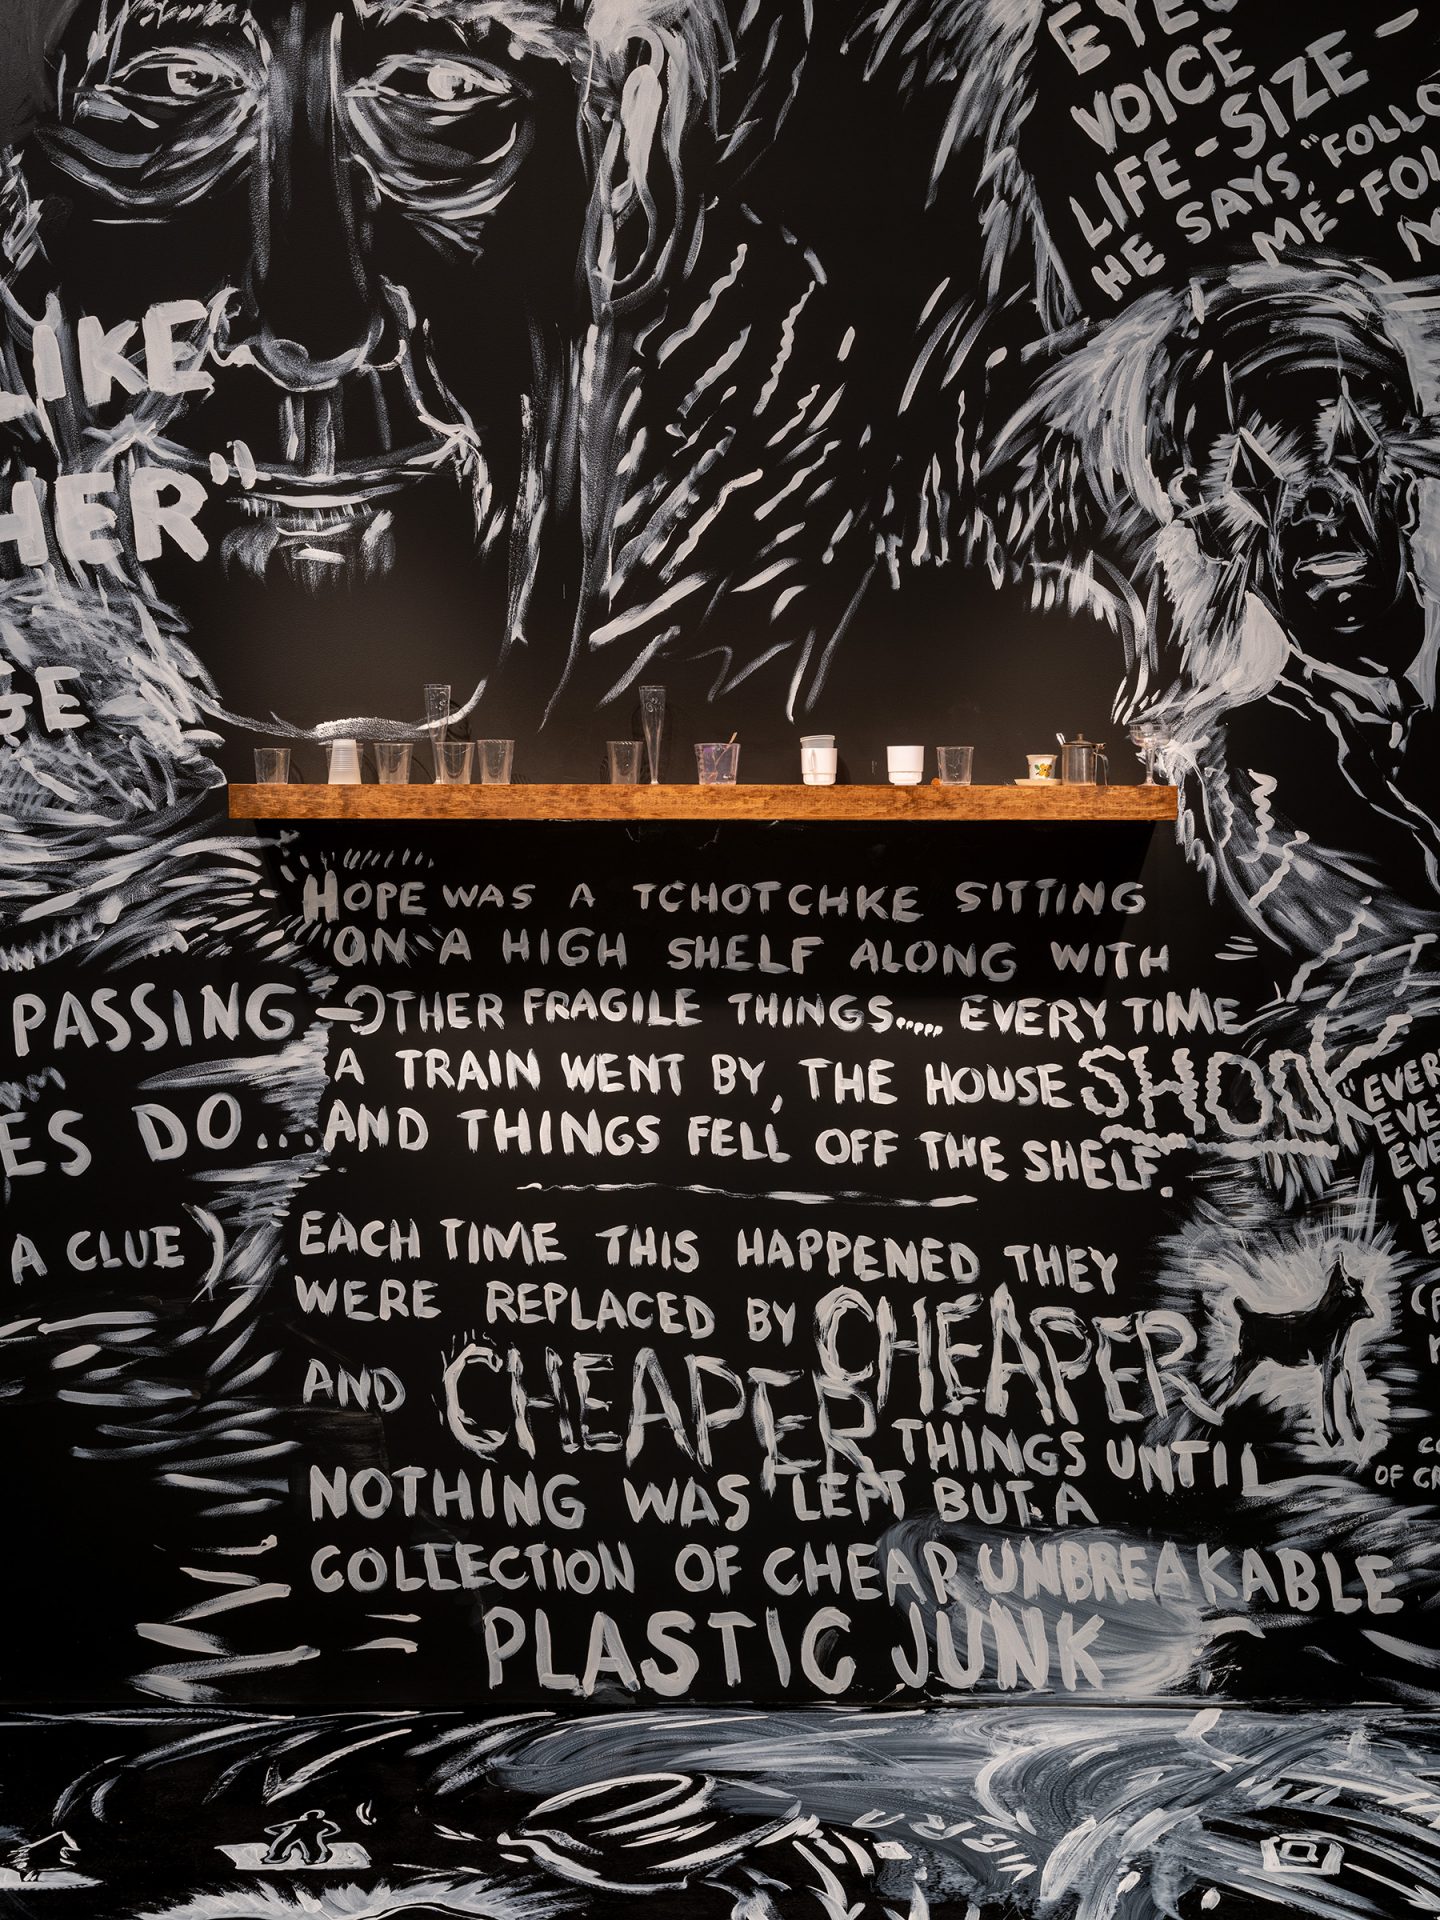 VOICE
LIFE-SIZE-
HE SAYS, "FOLLO
ME-FOL
LIKE
HER"
GE
HOPE WAS A TCHOTCHKE SITTING
ON A HIGH SHELF ALONG WITH
OTHER FRAGILE THINGS..... EVERY TIME
A TRAIN WENT BY, THE HOUSE SHOOK
AND THINGS FELL OFF THE SHELF.
EACH TIME THIS HAPPENED THEY
WERE REPLACED BY CHEAPER
AND CHEAPER THINGS UNTIL
NOTHING WAS LEFT BUT A
COLLECTION OF CHEAP UNBREAKABLE
PLASTIC JUNK
PASSING
ES DO...
A CLUE)
"EVER
EVE
EVE
IS
OF GR